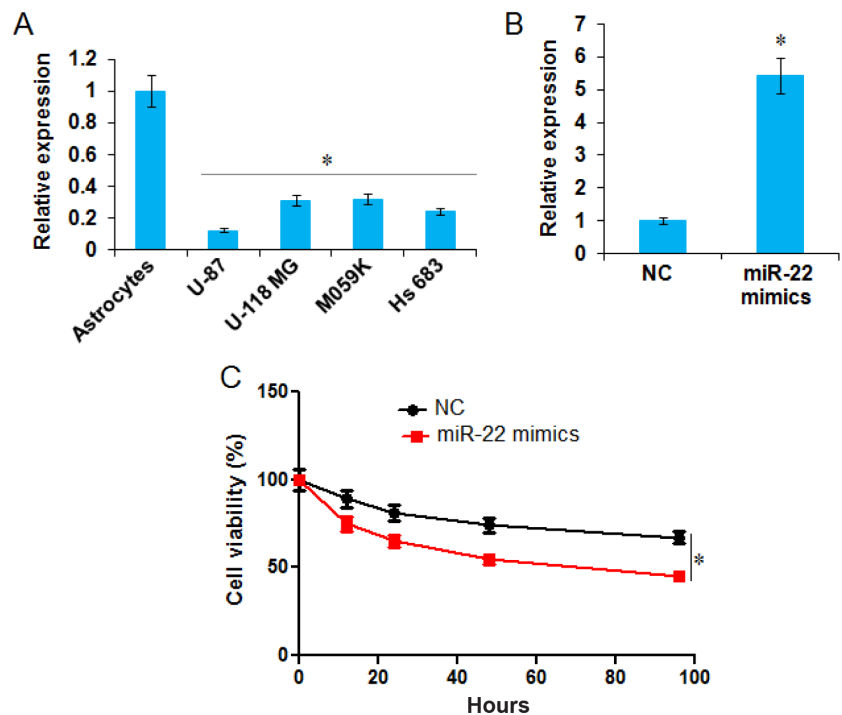 A
Relative expression
1.2
1
0.8
0.6
0.4
0.2
0
*
Astrocytes
U-87
U-118 MG
M059K
Hs 683
B
Relative expression
7
6
5
4
3
2
1
0
*
NC
miR-22
mimics
C
Cell viability (%)
150
100
50
0
NC
miR-22 mimics
*
0 20 40 60 80 100
Hours